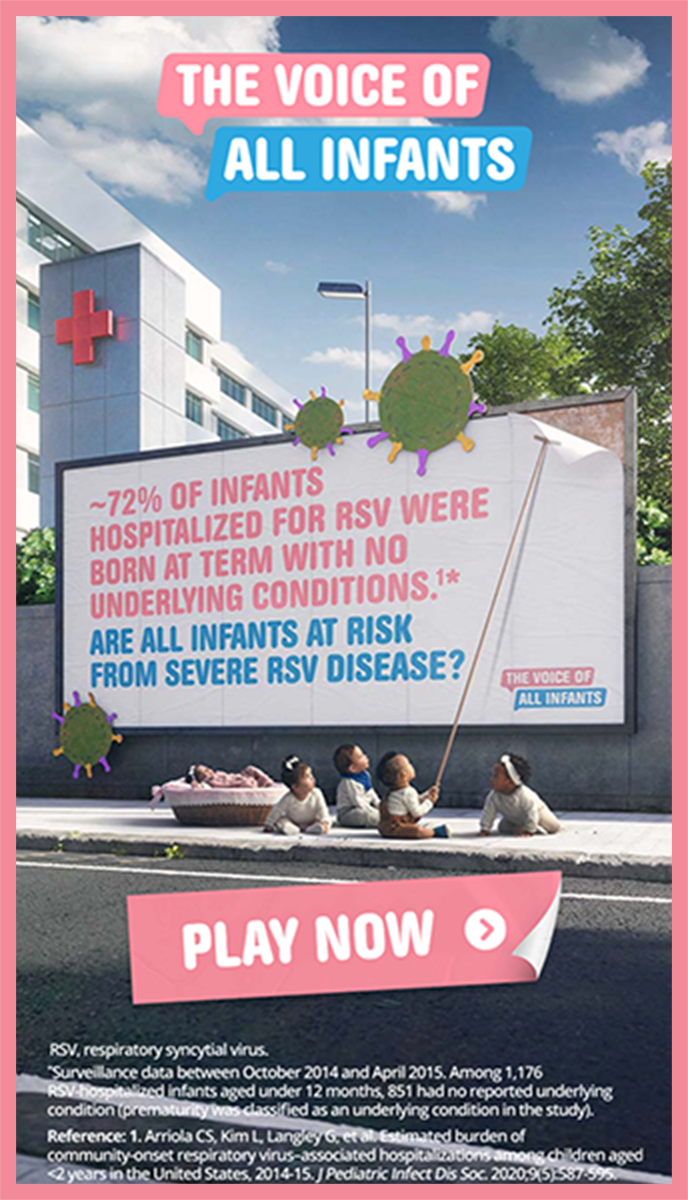 THE VOICE OF
ALL INFANTS
~72% OF INFANTS
HOSPITALIZED FOR RSV WERE
BORN AT TERM WITH NO
UNDERLYING CONDITIONS.¹*
ARE ALL INFANTS AT RISK
FROM SEVERE RSV DISEASE?
THE VOICE OF
ALL INFANTS
PLAY NOW
RSV, respiratory syncytial virus.
*Surveillance data between October 2014 and April 2015. Among 1,176
RSV-hospitalized infants aged under 12 months, 851 had no reported underlying
condition (prematurity was classified as an underlying condition in the study).
Reference: 1. Arriola CS, Kim L, Langley G, et al. Estimated burden of
community-onset respiratory virus–associated hospitalizations among children aged
<2 years in the United States, 2014-15. J Pediatric Infect Dis Soc. 2020;9(5):587-595.